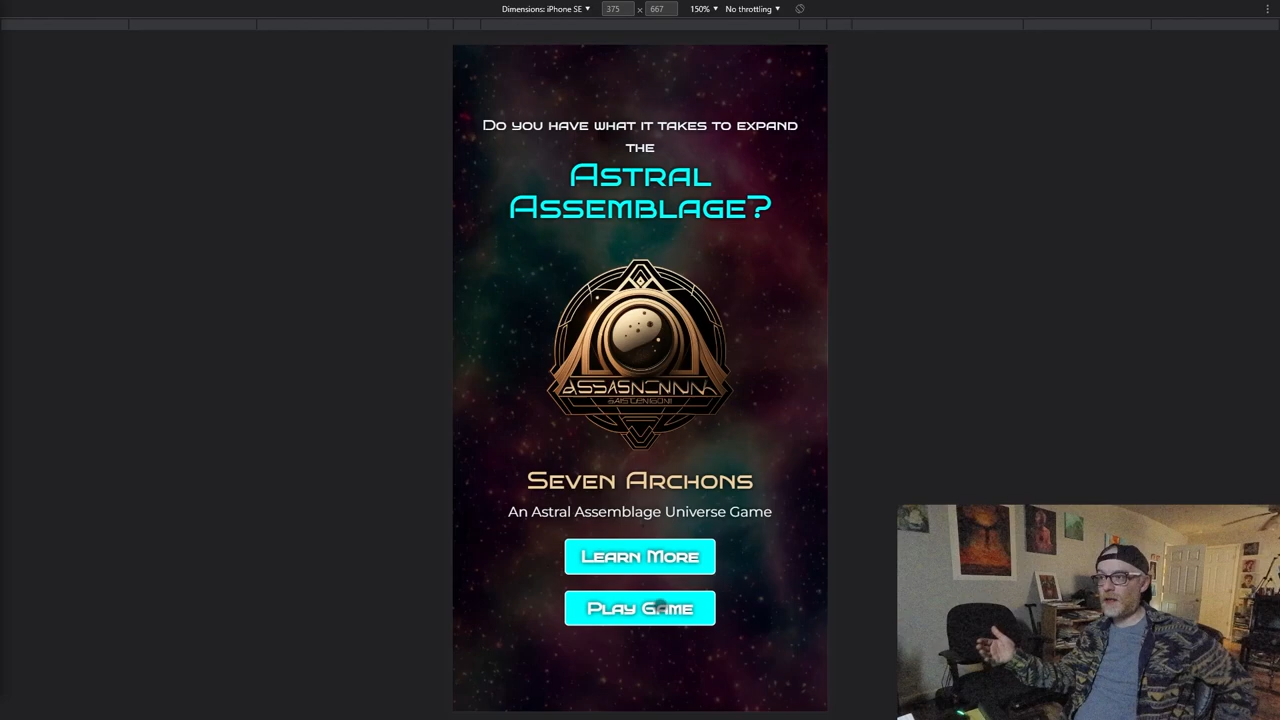 Dimensions: iPhone SE 375 x 667 150% No throttling
Do you have what it takes to expand
the
Astral
Assemblage?
Seven Archons
An Astral Assemblage Universe Game
Learn More
Play Game